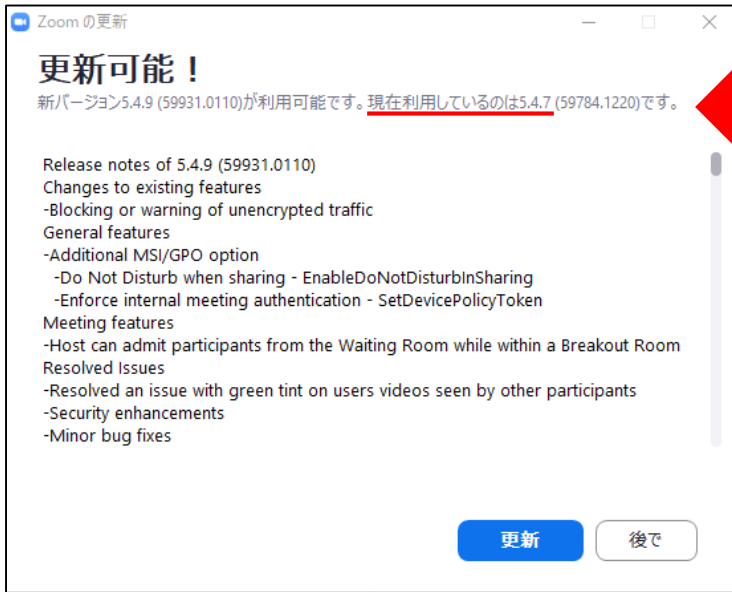 Zoom の更新
更新可能！
新バージョン5.4.9 (59931.0110)が利用可能です。現在利用しているのは5.4.7 (59784.1220)です。
Release notes of 5.4.9 (59931.0110)
Changes to existing features
-Blocking or warning of unencrypted traffic
General features
-Additional MSI/GPO option
-Do Not Disturb when sharing - EnableDoNotDisturbInSharing
-Enforce internal meeting authentication - SetDevicePolicyToken
Meeting features
-Host can admit participants from the Waiting Room while within a Breakout Room
Resolved Issues
-Resolved an issue with green tint on users videos seen by other participants
-Security enhancements
-Minor bug fixes
更新
後で